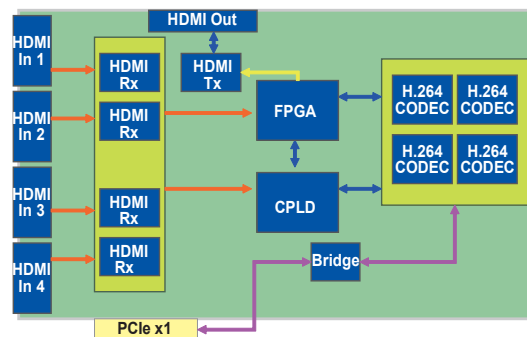 HDMI Out
HDMI
In 1
HDMI
Rx
HDMI
Tx
HDMI
In 2
HDMI
Rx
FPGA
H.264
CODEC
H.264
CODEC
H.264
CODEC
H.264
CODEC
HDMI
In 3
HDMI
Rx
CPLD
HDMI
In 4
HDMI
Rx
Bridge
PCIe x1